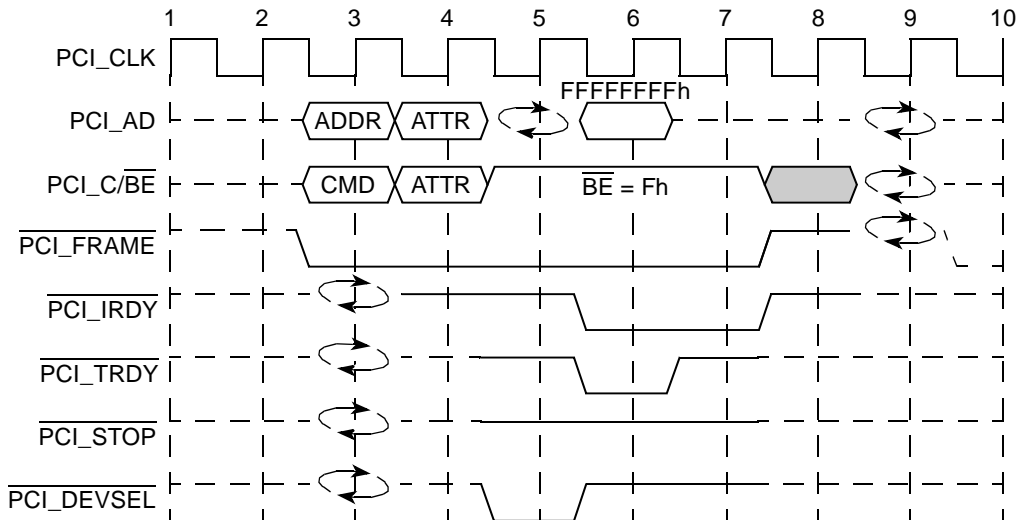 1 2 3 4 5 6 7 8 9 10
PCI_CLK
FFFFFFFFh
PCI_AD ADDR ATTR
PCI_C/BE CMD ATTR BE = Fh
PCI_FRAME
PCI_IRDY
PCI_TRDY
PCI_STOP
PCI_DEVSEL